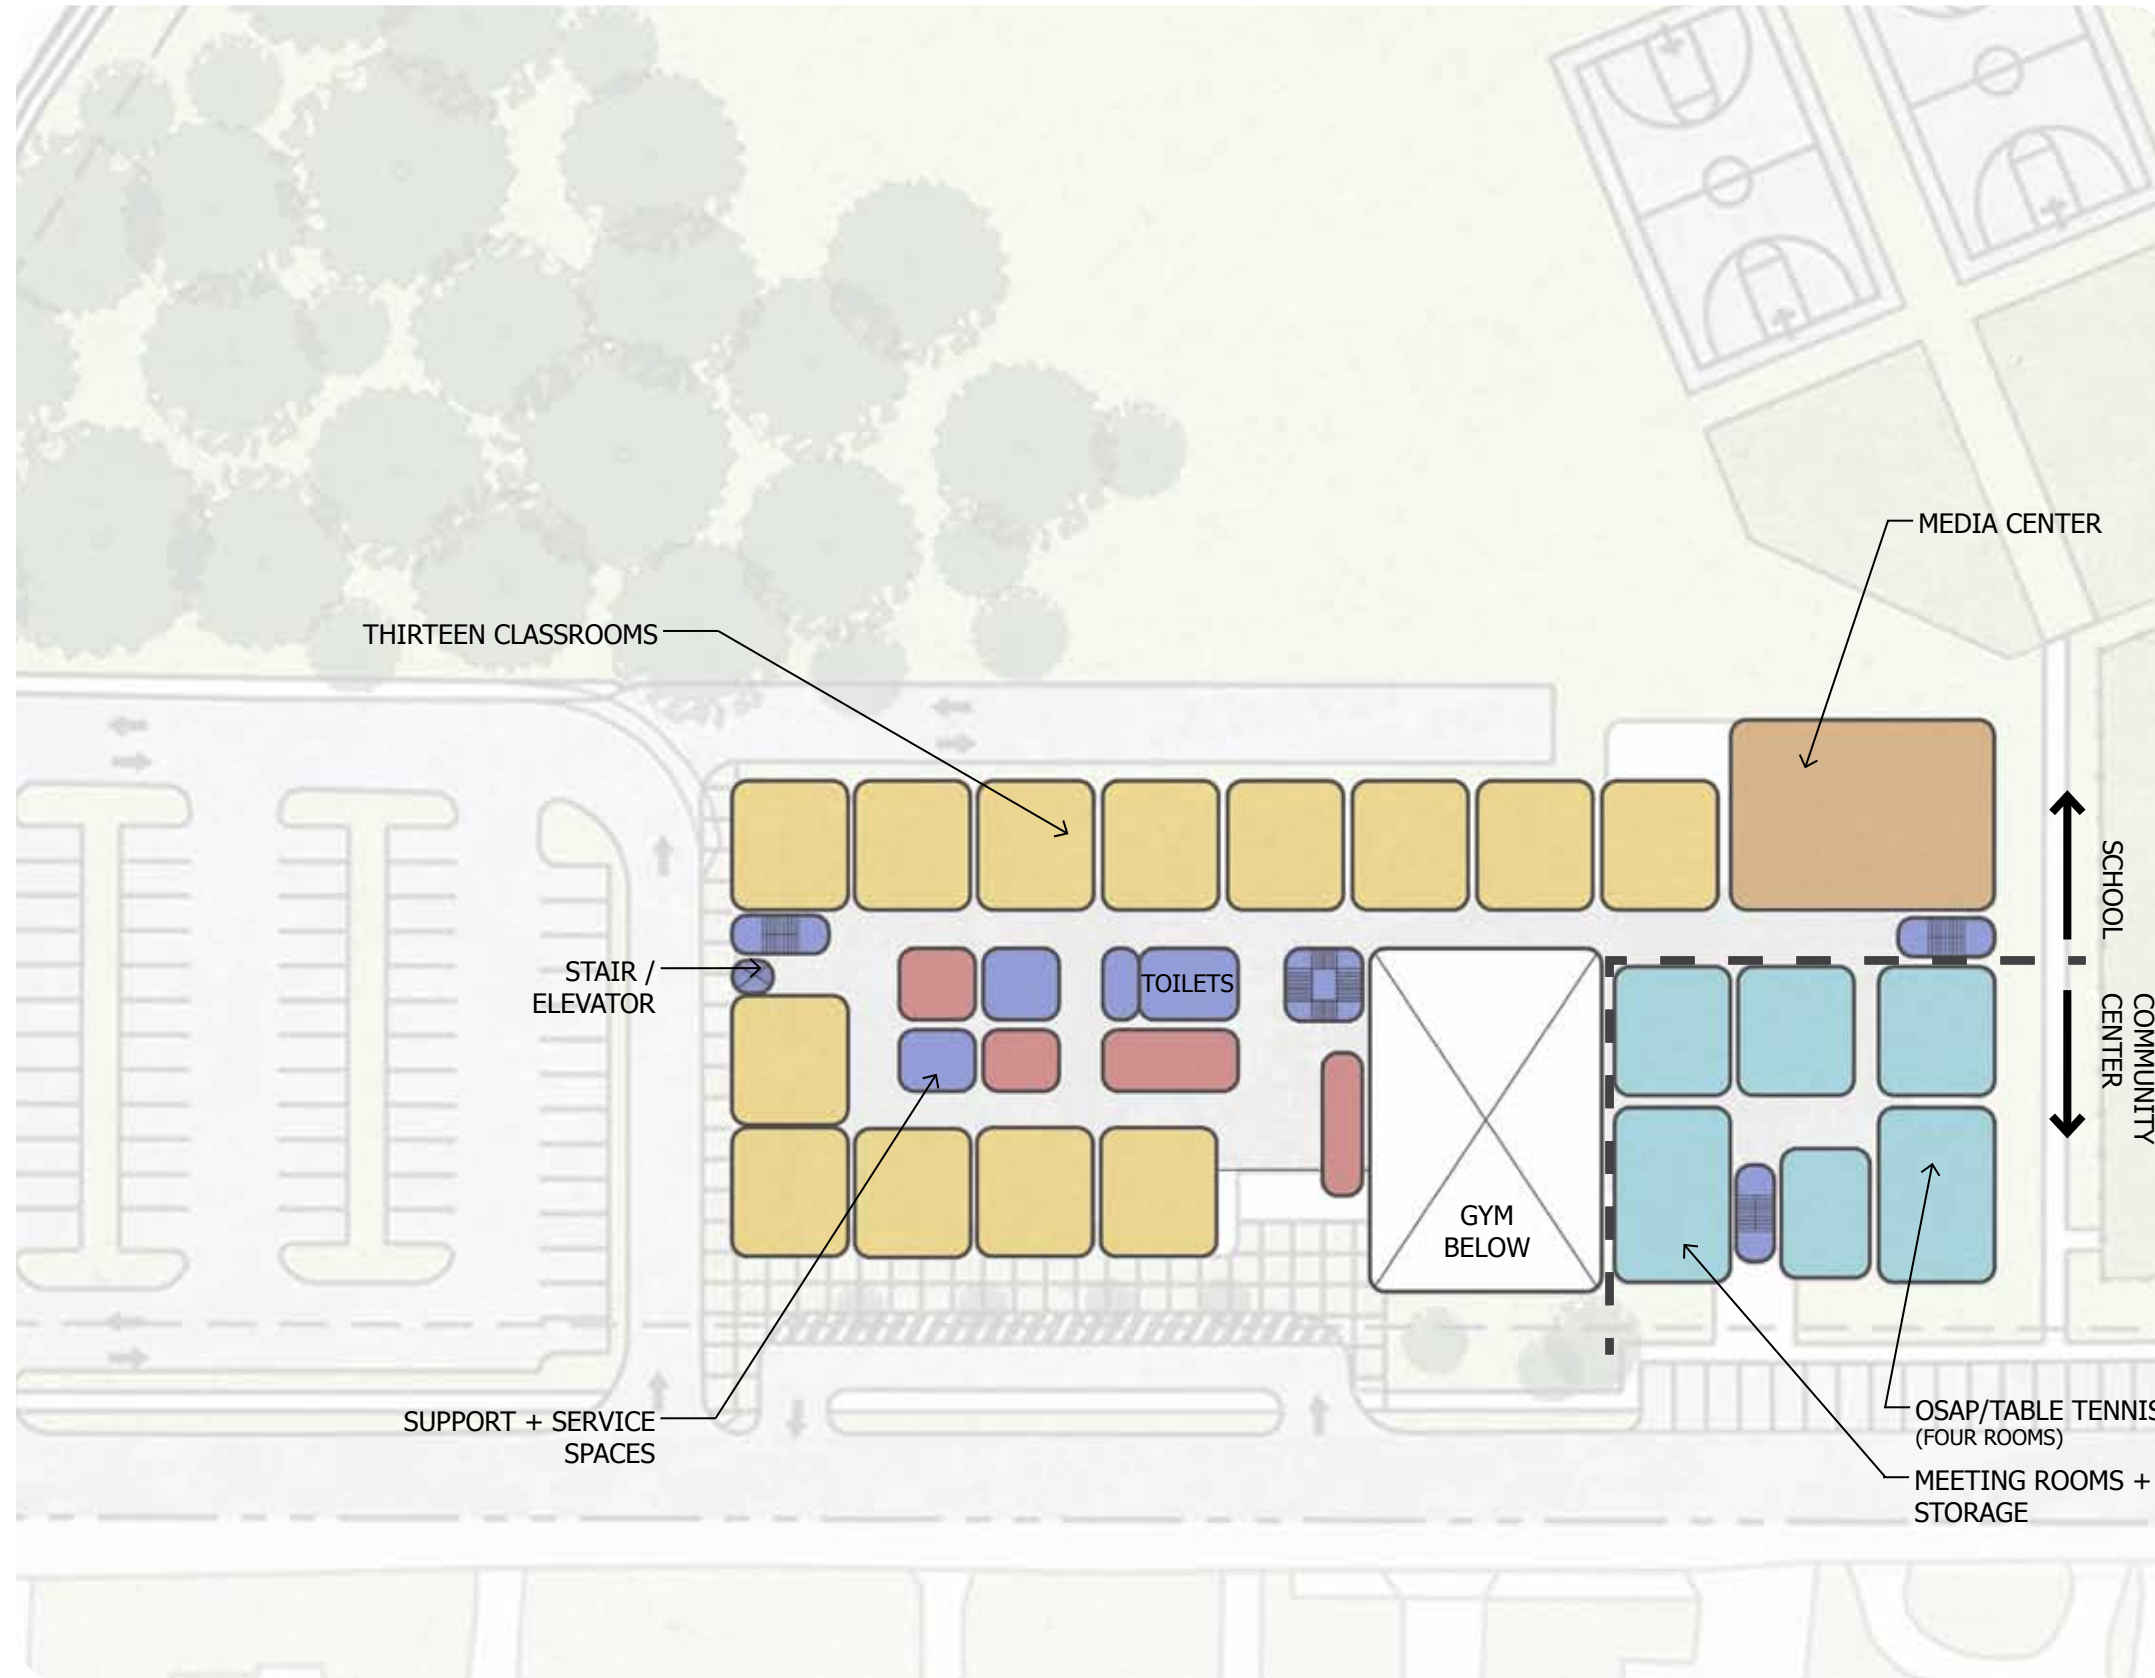 MEDIA CENTER
THIRTEEN CLASSROOMS
SCHOOL
STAIR /
ELEVATOR
TOILETS
COMMUNITY
CENTER
GYM
BELOW
SUPPORT + SERVICE
SPACES
OSAP/TABLE TENNIS
(FOUR ROOMS)
MEETING ROOMS +
STORAGE